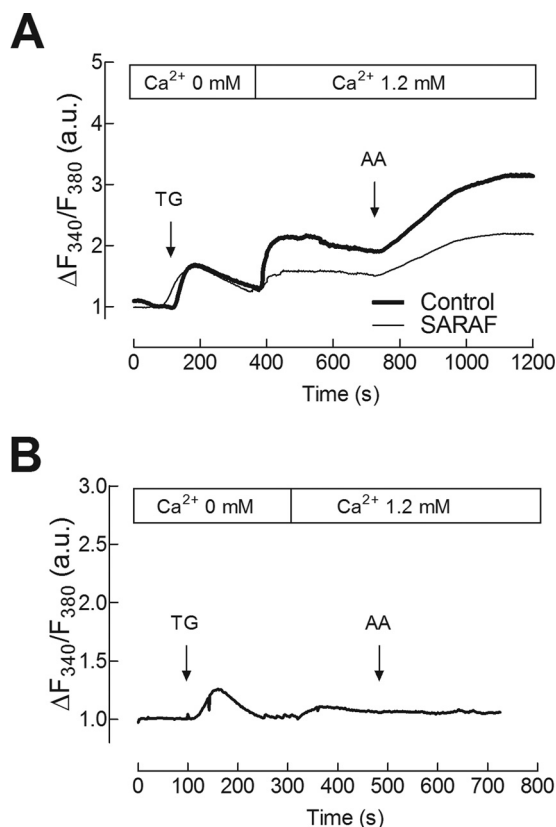 A
Ca²⁺ 0 mM
Ca²⁺ 1.2 mM
5
4
3
2
1
ΔF₃₄₀/F₃₈₀ (a.u.)
TG
AA
Control
SARAF
0 200 400 600 800 1000 1200
Time (s)
B
Ca²⁺ 0 mM
Ca²⁺ 1.2 mM
3.0
2.5
2.0
1.5
1.0
ΔF₃₄₀/F₃₈₀ (a.u.)
TG
AA
0 100 200 300 400 500 600 700 800
Time (s)